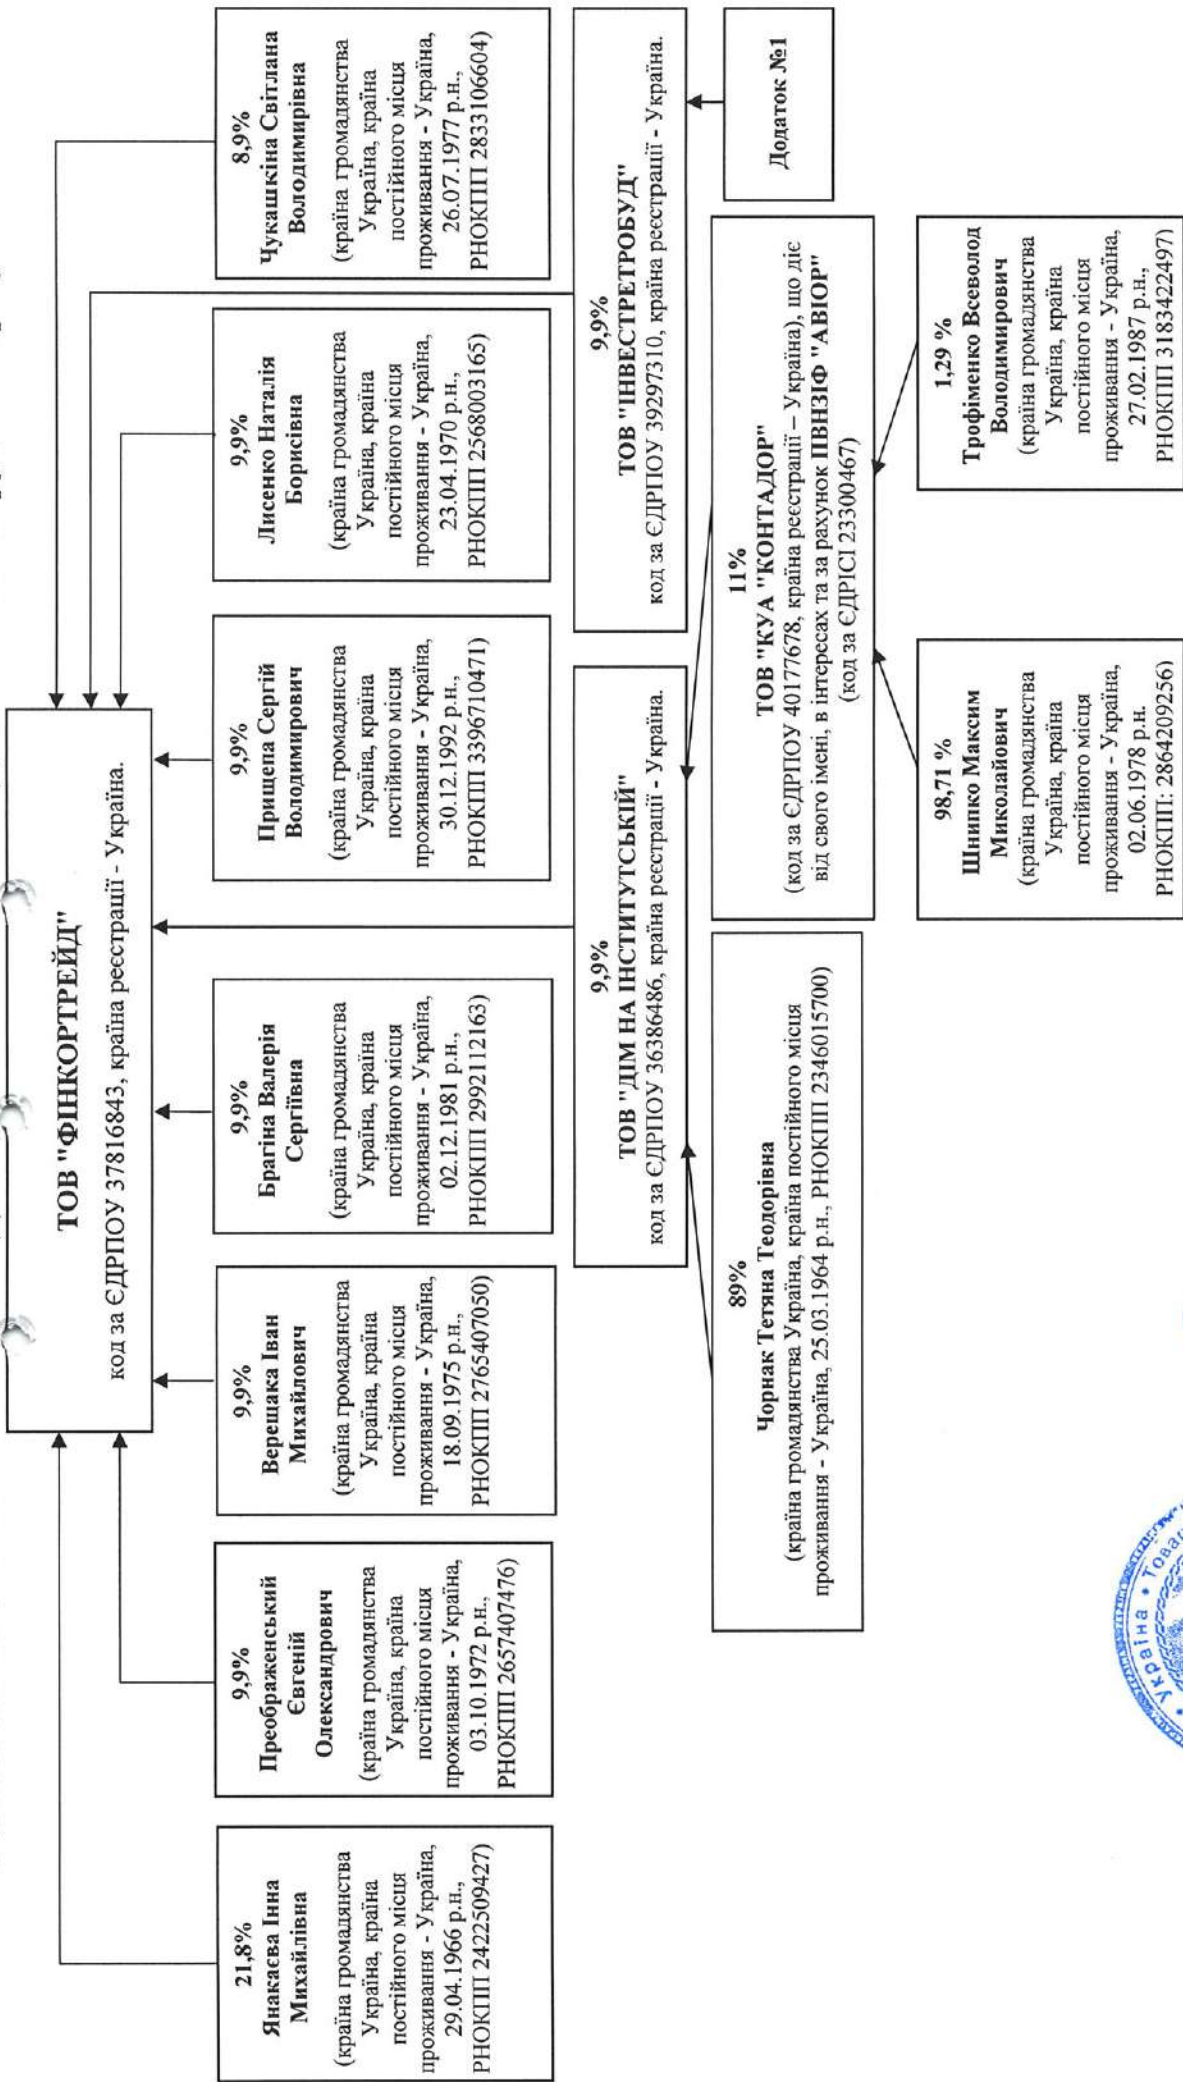 ТОВ "ФІНКОРТРЕЙД"
код за ЄДРПОУ 37816843, країна реєстрації - Україна.
21,8%
Янакаєва Інна
Михайлівна
(країна громадянства
Україна, країна
постійного місця
проживання - Україна,
29.04.1966 р.н.,
РНОКПП 2422509427)
9,9%
Преображенський
Євгеній
Олександрович
(країна громадянства
Україна, країна
постійного місця
проживання - Україна,
03.10.1972 р.н.,
РНОКПП 2657407476)
9,9%
Верещака Іван
Михайлович
(країна громадянства
Україна, країна
постійного місця
проживання - Україна,
18.09.1975 р.н.,
РНОКПП 2765407050)
9,9%
Брагіна Валерія
Сергіївна
(країна громадянства
Україна, країна
постійного місця
проживання - Україна,
02.12.1981 р.н.,
РНОКПП 2992112163)
9,9%
Прищепа Сергій
Володимирович
(країна громадянства
Україна, країна
постійного місця
проживання - Україна,
30.12.1992 р.н.,
РНОКПП 3396710471)
9,9%
Лисенко Наталія
Борисівна
(країна громадянства
Україна, країна
постійного місця
проживання - Україна,
23.04.1970 р.н.,
РНОКПП 2568003165)
8,9%
Чукашкіна Світлана
Володимирівна
(країна громадянства
Україна, країна
постійного місця
проживання - Україна,
26.07.1977 р.н.,
РНОКПП 2833106604)
9,9%
ТОВ "ДІМ НА ІНСТИТУТСЬКІЙ"
код за ЄДРПОУ 36386486, країна реєстрації - Україна.
9,9%
ТОВ "ІНВЕСТРЕТРОБУД"
код за ЄДРПОУ 39297310, країна реєстрації - Україна.
89%
Чорнак Тетяна Теодорівна
(країна громадянства Україна, країна постійного місця
проживання - Україна, 25.03.1964 р.н., РНОКПП 2346015700)
11%
ТОВ "КУА "КОНТАДОР"
(код за ЄДРПОУ 40177678, країна реєстрації – Україна), що діє
від свого імені, в інтересах та за рахунок ПВНЗІФ "АВІОР"
(код за ЄДРІСІ 23300467)
Додаток №1
98,71 %
Шнипко Максим
Миколайович
(країна громадянства
Україна, країна
постійного місця
проживання - Україна,
02.06.1978 р.н.
РНОКПП: 2864209256)
1,29 %
Трофіменко Всеволод
Володимирович
(країна громадянства
Україна, країна
постійного місця
проживання - Україна,
27.02.1987 р.н.,
РНОКПП 3183422497)
Україна